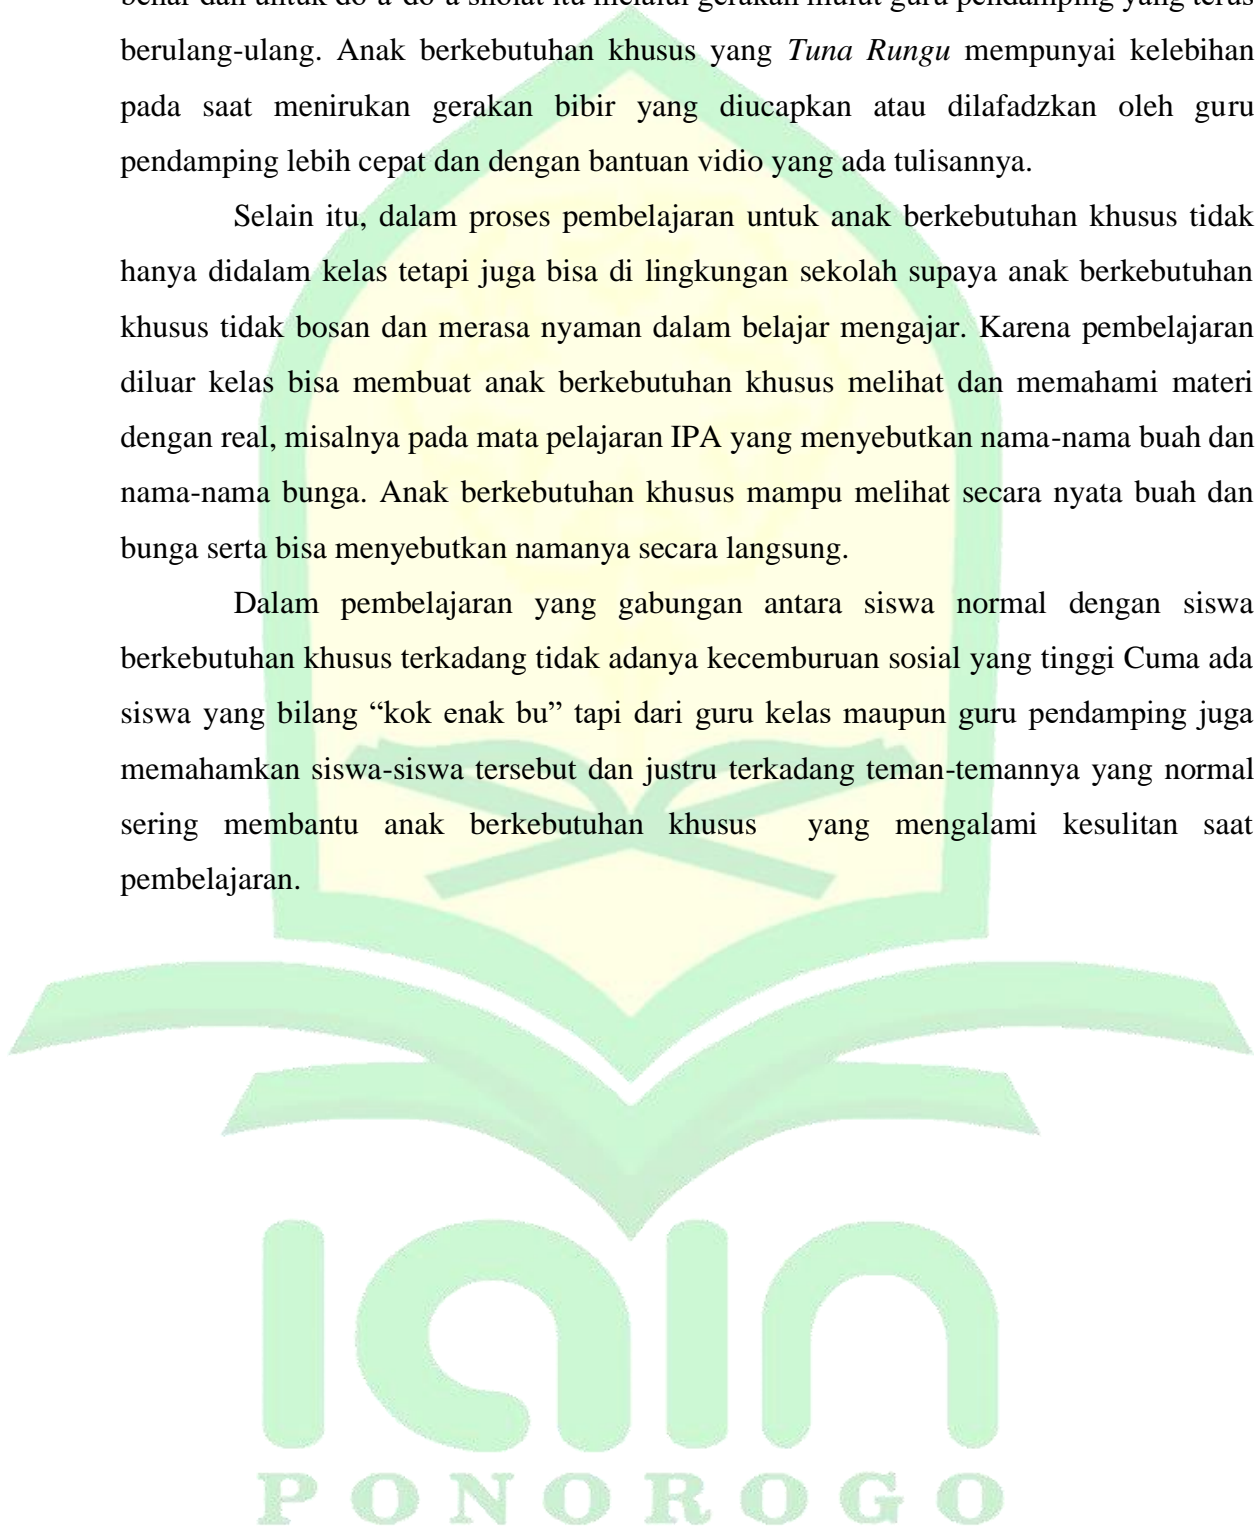 benar dan untuk do'a-do'a sholat itu melalui gerakan mulut guru pendamping yang terus
berulang-ulang. Anak berkebutuhan khusus yang Tuna Rungu mempunyai kelebihan
pada saat menirukan gerakan bibir yang diucapkan atau dilafadzkan oleh guru
pendamping lebih cepat dan dengan bantuan vidio yang ada tulisannya.
Selain itu, dalam proses pembelajaran untuk anak berkebutuhan khusus tidak
hanya didalam kelas tetapi juga bisa di lingkungan sekolah supaya anak berkebutuhan
khusus tidak bosan dan merasa nyaman dalam belajar mengajar. Karena pembelajaran
diluar kelas bisa membuat anak berkebutuhan khusus melihat dan memahami materi
dengan real, misalnya pada mata pelajaran IPA yang menyebutkan nama-nama buah dan
nama-nama bunga. Anak berkebutuhan khusus mampu melihat secara nyata buah dan
bunga serta bisa menyebutkan namanya secara langsung.
Dalam pembelajaran yang gabungan antara siswa normal dengan siswa
berkebutuhan khusus terkadang tidak adanya kecemburuan sosial yang tinggi Cuma ada
siswa yang bilang “kok enak bu” tapi dari guru kelas maupun guru pendamping juga
memahamkan siswa-siswa tersebut dan justru terkadang teman-temannya yang normal
sering membantu anak berkebutuhan khusus yang mengalami kesulitan saat
pembelajaran.
iain
PONOROGO